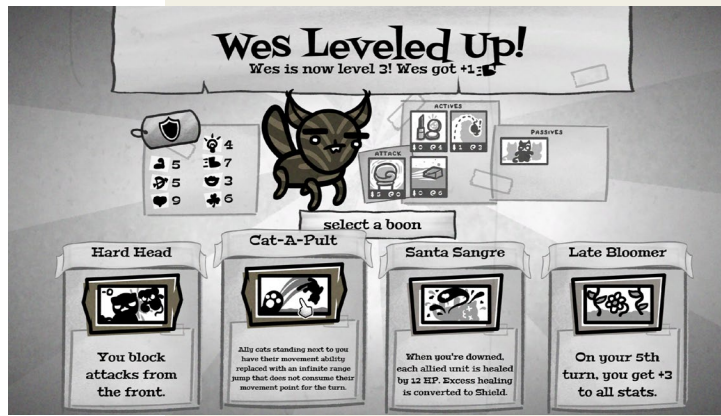 Wes Leveled Up!
Wes is now level 3! Wes got +1
4
5
7
5
3
9
6
ACTIVES
ATTACK
PASSIVES
select a boon
Hard Head
You block
attacks from
the front.
Cat-A-Pult
Ally cats standing next to you
have their movement ability
replaced with an infinite range
jump that does not consume their
movement point for the turn.
Santa Sangre
When you're downed,
each allied unit is healed
by 12 HP. Excess healing
is converted to Shield.
Late Bloomer
On your 5th
turn, you get +3
to all stats.